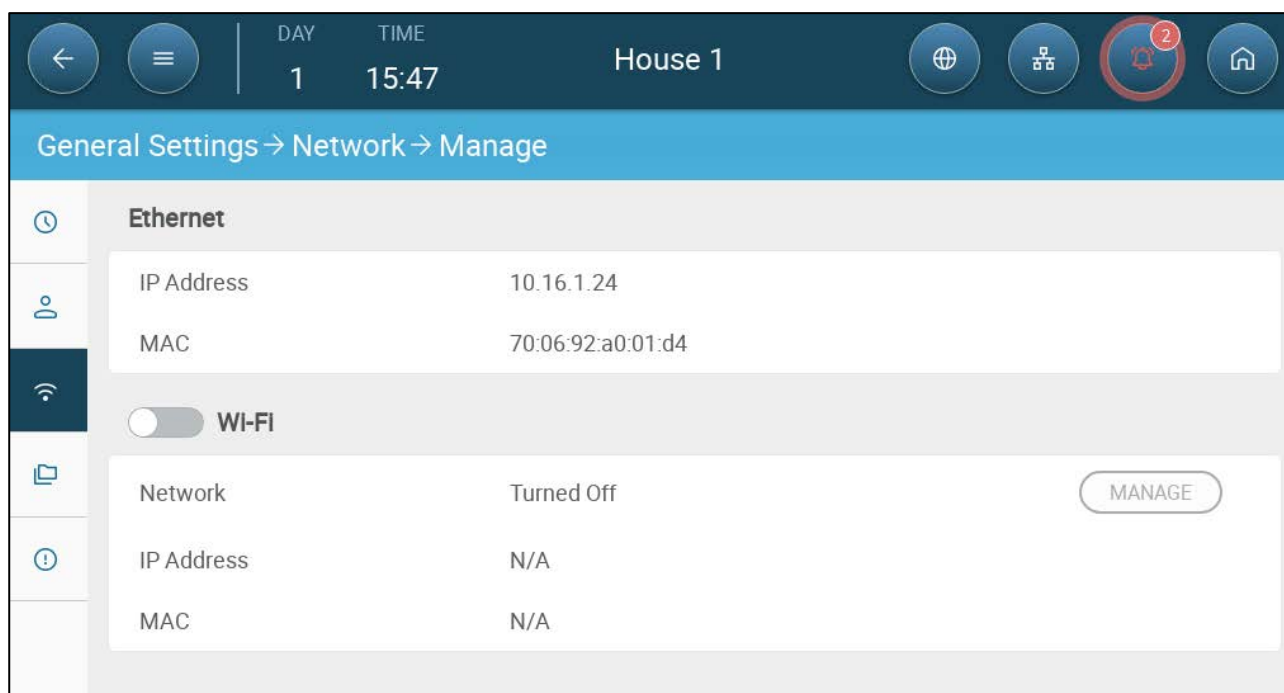 DAY TIME
1 15:47
House 1
2
General Settings → Network → Manage
Ethernet
IP Address 10.16.1.24
MAC 70:06:92:a0:01:d4
Wi-Fi
Network Turned Off MANAGE
IP Address N/A
MAC N/A